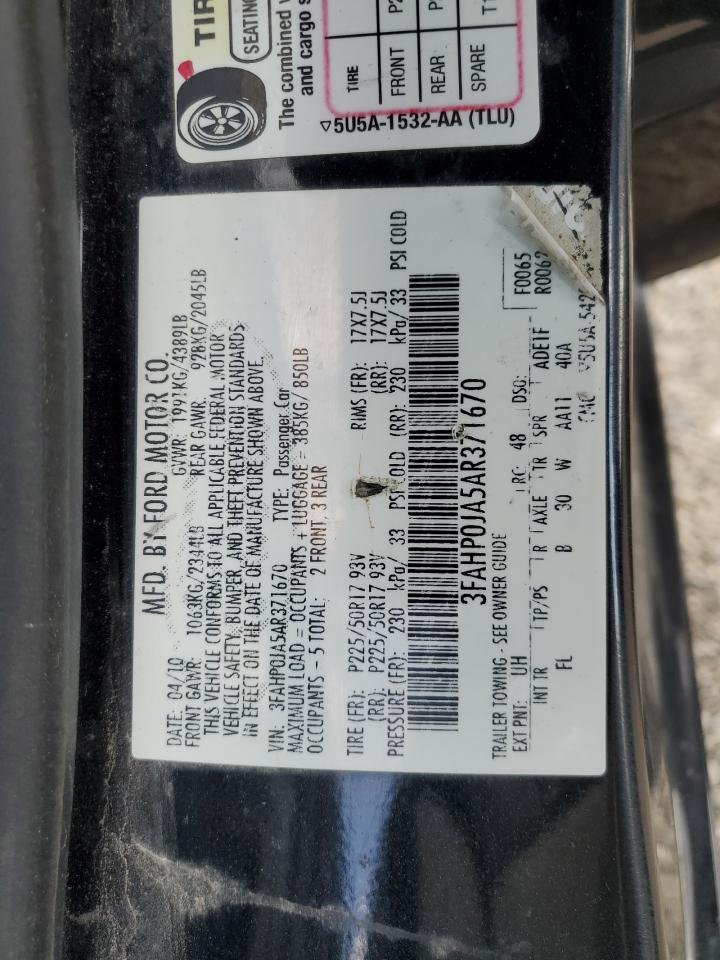 TIR
SEATING
The combined
and cargo s
TIRE
FRONT P2
REAR P
SPARE T1
5U5A-1532-AA (TLU)
MFD. BY FORD MOTOR CO.
DATE: 04/10 GVWR: 1991KG/4389LB
FRONT GAWR: 1063KG/2344LB REAR GAWR: 928KG/2045LB
THIS VEHICLE CONFORMS TO ALL APPLICABLE FEDERAL MOTOR
VEHICLE SAFETY, BUMPER, AND THEFT PREVENTION STANDARDS
IN EFFECT ON THE DATE OF MANUFACTURE SHOWN ABOVE.
VIN: 3FAHP0JA5AR371670 TYPE: Passenger Car
MAXIMUM LOAD = OCCUPANTS + LUGGAGE = 385KG/ 850LB
OCCUPANTS - 5 TOTAL: 2 FRONT, 3 REAR
TIRE (FR): P225/50R17 93V RIMS (FR): 17X7.5J
(RR): P225/50R17 93V (RR): 17X7.5J
PRESSURE (FR): 230 kPa/ 33 PSI COLD (RR): 230 kPa/ 33 PSI COLD
3FAHP0JA5AR371670
TRAILER TOWING - SEE OWNER GUIDE
F0065
EXT PNT: UH RC: 48 DSO: R0062
INT TR TP/PS R AXLE TR SPR ADE1F
FL B 30 W AA11 40A